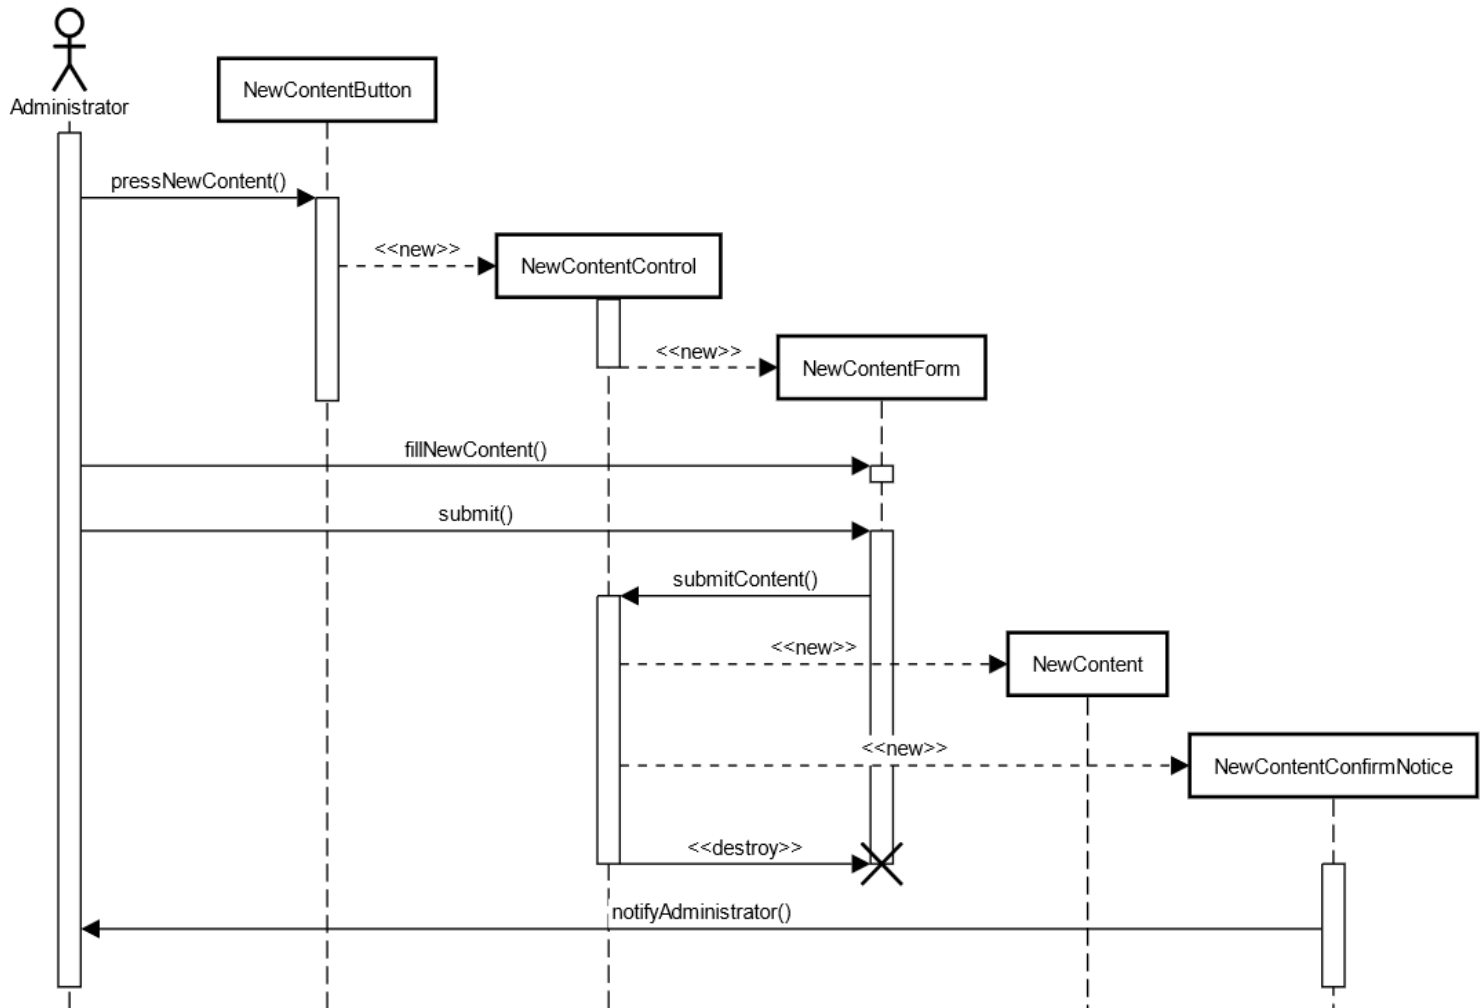 Administrator
NewContentButton
pressNewContent()
<<new>>
NewContentControl
<<new>>
NewContentForm
fillNewContent()
submit()
submitContent()
<<new>>
NewContent
<<new>>
NewContentConfirmNotice
<<destroy>>
notifyAdministrator()